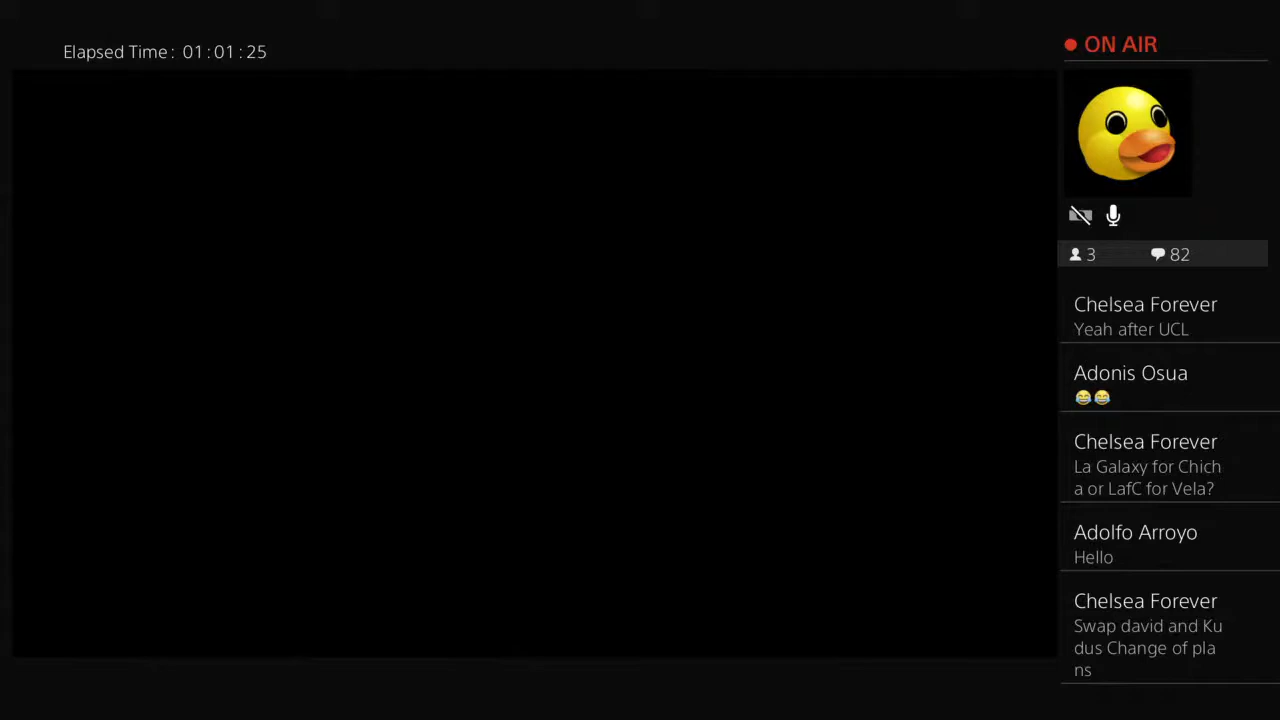 Elapsed Time: 01:01:25
ON AIR
3 82
Chelsea Forever
Yeah after UCL
Adonis Osua
😂😂
Chelsea Forever
La Galaxy for Chich
a or LafC for Vela?
Adolfo Arroyo
Hello
Chelsea Forever
Swap david and Ku
dus Change of pla
ns